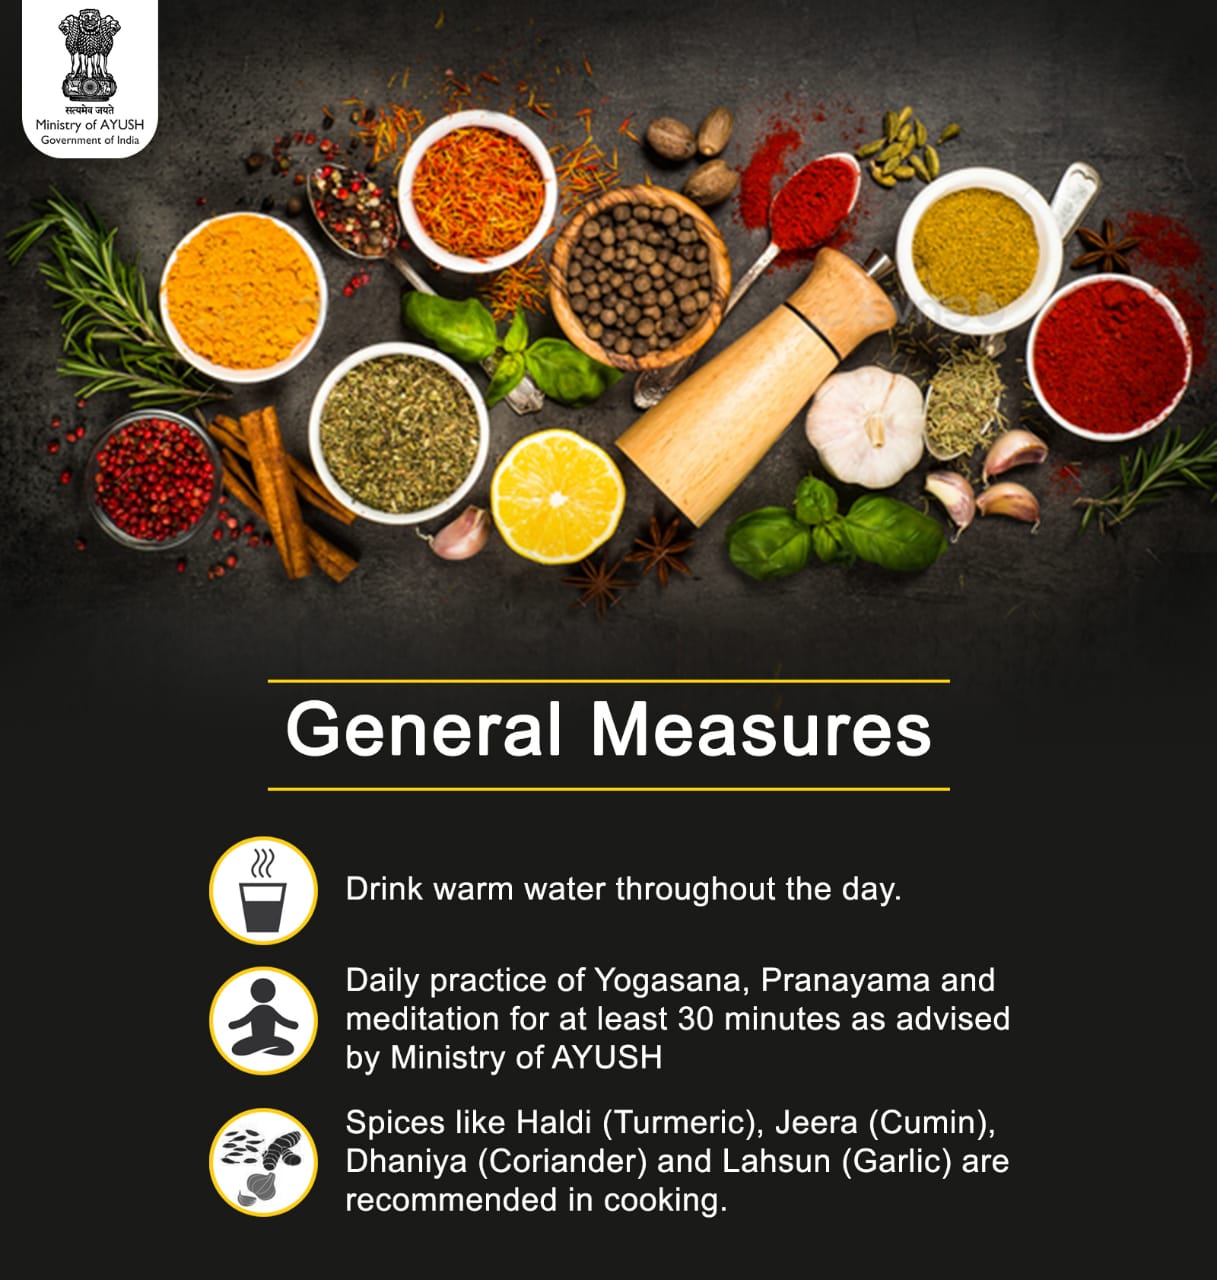 सत्यमेव जयते
Ministry of AYUSH
Government of India
General Measures
Drink warm water throughout the day.
Daily practice of Yogasana, Pranayama and
meditation for at least 30 minutes as advised
by Ministry of AYUSH
Spices like Haldi (Turmeric), Jeera (Cumin),
Dhaniya (Coriander) and Lahsun (Garlic) are
recommended in cooking.